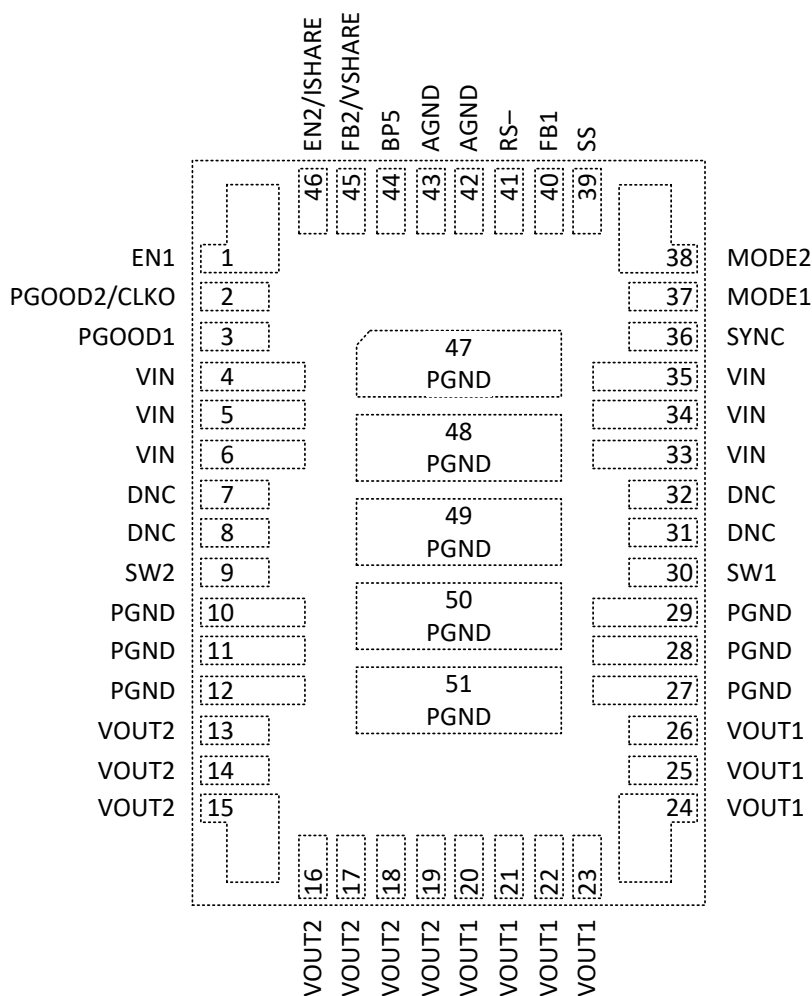 EN2/ISHARE
FB2/VSHARE
BP5
AGND
AGND
RS–
FB1
SS
46
45
44
43
42
41
40
39
EN1 1
38 MODE2
PGOOD2/CLKO 2
37 MODE1
PGOOD1 3
36 SYNC
VIN 4
47
PGND
35 VIN
VIN 5
34 VIN
VIN 6
48
PGND
33 VIN
DNC 7
32 DNC
DNC 8
49
PGND
31 DNC
SW2 9
30 SW1
PGND 10
50
PGND
29 PGND
PGND 11
28 PGND
PGND 12
51
PGND
27 PGND
VOUT2 13
26 VOUT1
VOUT2 14
25 VOUT1
VOUT2 15
24 VOUT1
16
17
18
19
20
21
22
23
VOUT2
VOUT2
VOUT2
VOUT2
VOUT1
VOUT1
VOUT1
VOUT1